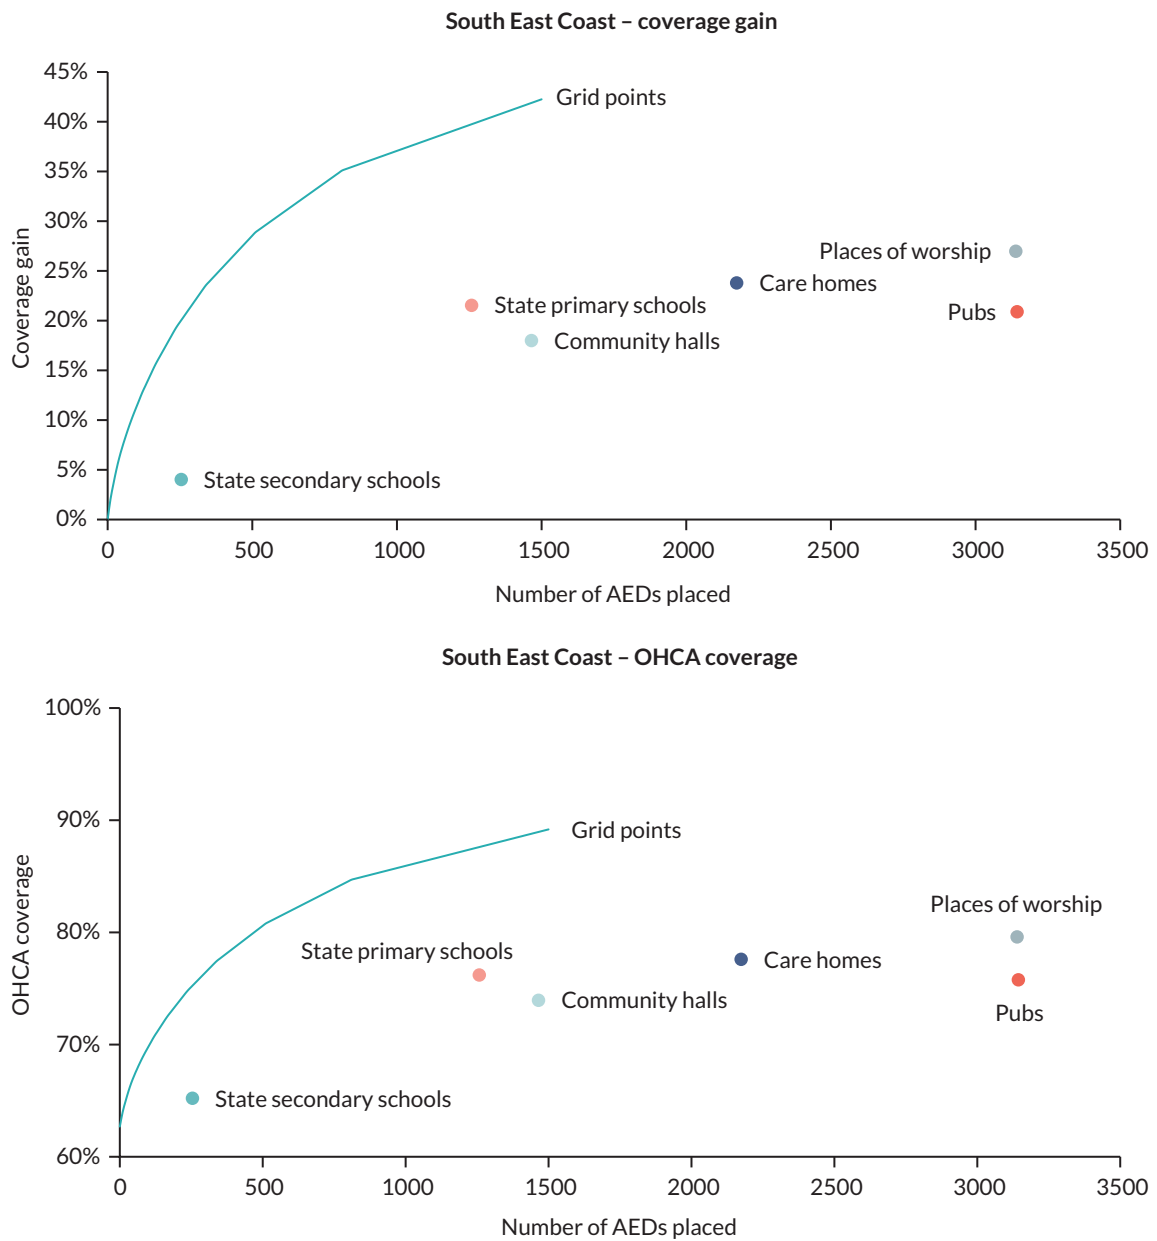 South East Coast – coverage gain
45%
40%
35%
30%
25%
20%
15%
10%
5%
0%
Coverage gain
Grid points
Places of worship
Care homes
State primary schools
Pubs
Community halls
State secondary schools
0 500 1000 1500 2000 2500 3000 3500
Number of AEDs placed
South East Coast – OHCA coverage
100%
90%
80%
70%
60%
OHCA coverage
Grid points
Places of worship
State primary schools
Care homes
Community halls
Pubs
State secondary schools
0 500 1000 1500 2000 2500 3000 3500
Number of AEDs placed